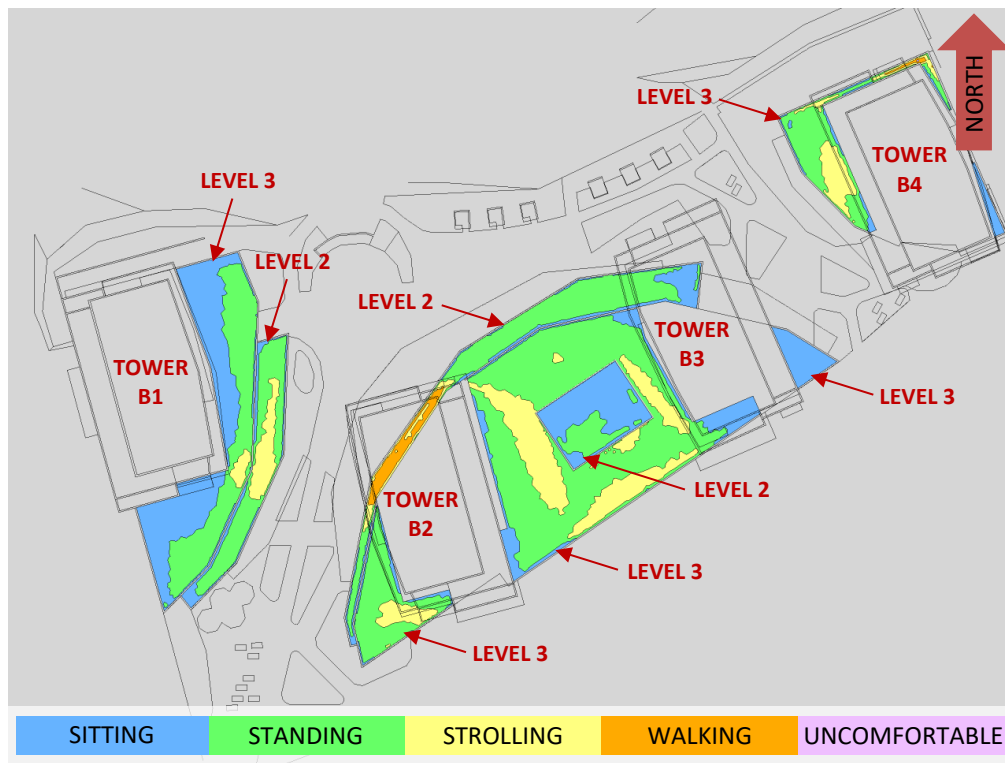 LEVEL 3
NORTH
TOWER
B4
LEVEL 3
LEVEL 2
LEVEL 2
TOWER
B1
TOWER
B3
LEVEL 3
LEVEL 2
TOWER
B2
LEVEL 3
LEVEL 3
SITTING
STANDING
STROLLING
WALKING
UNCOMFORTABLE